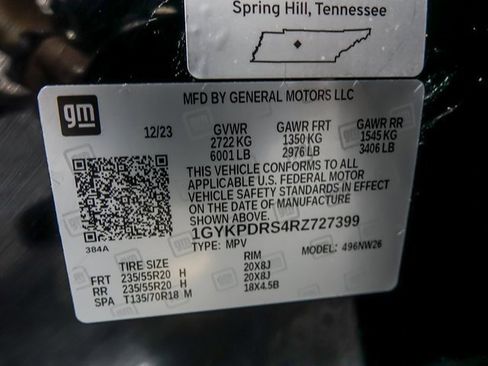 Spring Hill, Tennessee
gm
MFD BY GENERAL MOTORS LLC
12/23 GVWR GAWR FRT GAWR RR
2722 KG 1350 KG 1545 KG
6001 LB 2976 LB 3406 LB
THIS VEHICLE CONFORMS TO ALL
APPLICABLE U.S. FEDERAL MOTOR
VEHICLE SAFETY STANDARDS IN EFFECT
ON THE DATE OF MANUFACTURE
SHOWN ABOVE.
1GYKPDRS4RZ727399
384A TYPE: MPV MODEL: 496NW26
TIRE SIZE RIM
FRT 235/55R20 H 20X8J
RR 235/55R20 H 20X8J
SPA T135/70R18 M 18X4.5B